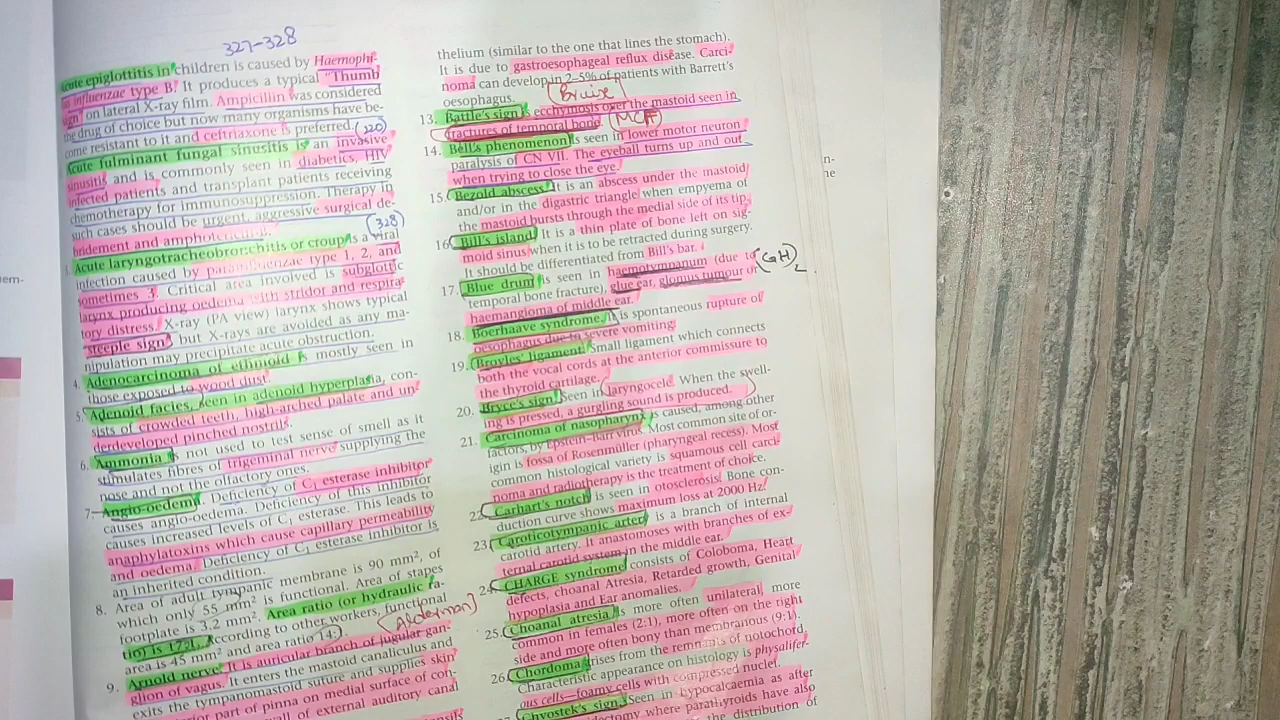 327-328
Acute epiglottitis in children is caused by Haemophi-
influenzae type B. It produces a typical "Thumb
sign" on lateral X-ray film. Ampicillin was considered
the drug of choice but now many organisms have be-
come resistant to it and ceftriaxone is preferred.
Acute fulminant fungal sinusitis is an invasive
sinusitis and is commonly seen in diabetics, HIV
infected patients and transplant patients receiving
chemotherapy for immunosuppression. Therapy in
such cases should be urgent, aggressive surgical de-
bridement and
(328)
Acute laryngotracheobronchitis or croup is a viral
infection caused by parainfluenzae type 1, 2, and
sometimes 3. Critical area involved is subglottic
larynx producing oedema with stridor and respira-
tory distress. X-ray (PA view) larynx shows typical
steeple sign, but X-rays are avoided as any ma-
nipulation may precipitate acute obstruction.
4. Adenocarcinoma of ethmoid is mostly seen in
those exposed to wood dust.
5. Adenoid facies, seen in adenoid hyperplasia, con-
sists of crowded teeth, high-arched palate and un-
derdeveloped pinched nostrils.
6. Ammonia is not used to test sense of smell as it
stimulates fibres of trigeminal nerve supplying the
nose and not the olfactory ones.
7. Angio-oedema. Deficiency of C1 esterase inhibitor
causes angio-oedema. Deficiency of this inhibitor
causes increased levels of C1 esterase. This leads to
anaphylatoxins which cause capillary permeability
and oedema. Deficiency of C1 esterase inhibitor is
an inherited condition.
8. Area of adult tympanic membrane is 90 mm², of
which only 55 mm² is functional. Area of stapes
footplate is 3.2 mm². Area ratio (or hydraulic ra-
tio) is 17:1. According to other workers, functional
area is 45 mm² and area ratio 14.
(Alderman]
9. Arnold nerve. It is auricular branch of jugular gan-
glion of vagus. It enters the mastoid canaliculus and
exits the tympanomastoid suture and supplies skin
part of pinna on medial surface of con-
wall of external auditory canal
thelium (similar to the one that lines the stomach).
It is due to gastroesophageal reflux disease. Carci-
noma can develop in 2–5% of patients with Barrett's
oesophagus.
(Bruise
13. Battle's sign is ecchymosis over the mastoid seen in
fractures of temporal bone. (MCF)
14. Bell's phenomenon is seen in lower motor neuron
paralysis of CN VII. The eyeball turns up and out
when trying to close the eye.
15. Bezold abscess. It is an abscess under the mastoid
and/or in the digastric triangle when empyema of
the mastoid bursts through the medial side of its tip.
16. Bill's island. It is a thin plate of bone left on sig-
moid sinus when it is to be retracted during surgery.
It should be differentiated from Bill's bar.
17. Blue drum is seen in haemotympanum (due to
temporal bone fracture), glue ear, glomus tumour or
haemangioma of middle ear.
(GH)2
18. Boerhaave syndrome. It is spontaneous rupture of
oesophagus due to severe vomiting.
19. Broyles' ligament. Small ligament which connects
both the vocal cords at the anterior commissure to
the thyroid cartilage.
20. Bryce's sign. Seen in laryngocele. When the swell-
ing is pressed, a gurgling sound is produced.
21. Carcinoma of nasopharynx is caused, among other
factors, by Epstein–Barr virus. Most common site of or-
igin is fossa of Rosenmüller (pharyngeal recess). Most
common histological variety is squamous cell carci-
noma and radiotherapy is the treatment of choice.
22. Carhart's notch is seen in otosclerosis. Bone con-
duction curve shows maximum loss at 2000 Hz.
23. Caroticotympanic artery is a branch of internal
carotid artery. It anastomoses with branches of ex-
ternal carotid system in the middle ear.
24. CHARGE syndrome consists of Coloboma, Heart
defects, choanal Atresia, Retarded growth, Genital
hypoplasia and Ear anomalies.
25. Choanal atresia is more often unilateral, more
common in females (2:1), more often on the right
side and more often bony than membranous (9:1).
26. Chordoma arises from the remnants of notochord.
Characteristic appearance on histology is physalifer-
ous cells—foamy cells with compressed nuclei.
Chvostek's sign. Seen in hypocalcaemia as after
where parathyroids have also
the distribution of